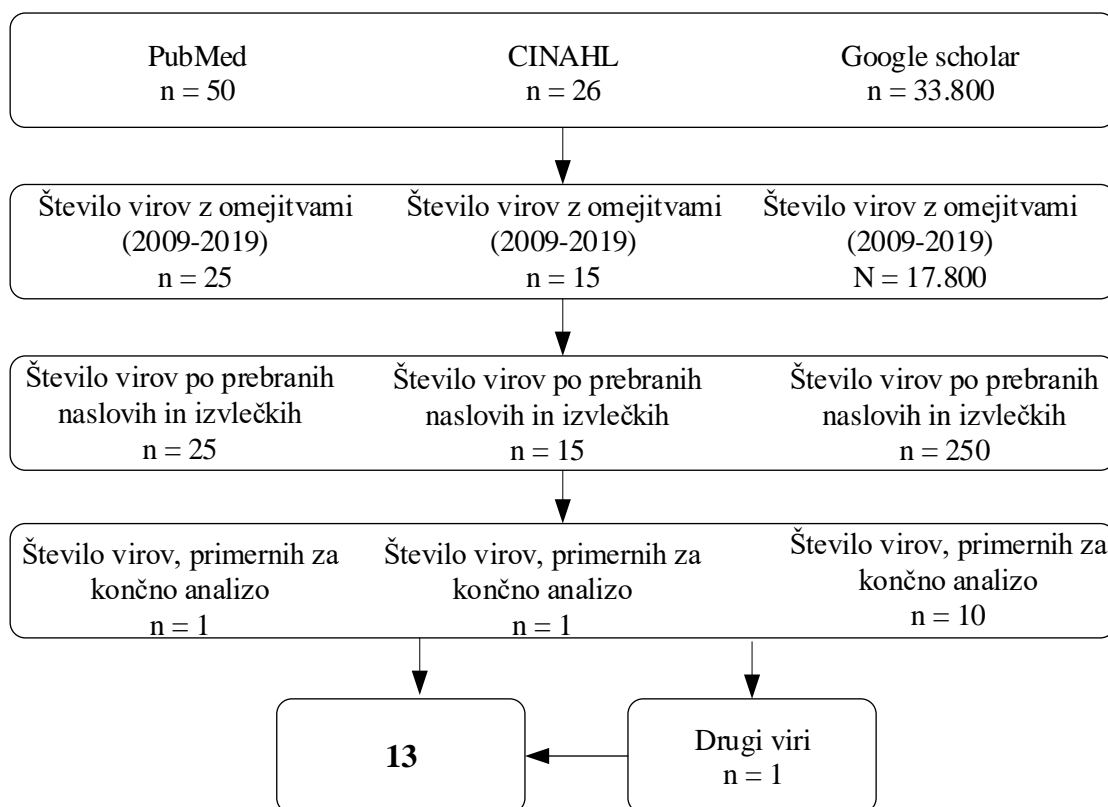 PubMed
n = 50
CINAHL
n = 26
Google scholar
n = 33.800
Število virov z omejitvami
(2009-2019)
n = 25
Število virov z omejitvami
(2009-2019)
n = 15
Število virov z omejitvami
(2009-2019)
N = 17.800
Število virov po prebranih
naslovih in izvlečkih
n = 25
Število virov po prebranih
naslovih in izvlečkih
n = 15
Število virov po prebranih
naslovih in izvlečkih
n = 250
Število virov, primernih za
končno analizo
n = 1
Število virov, primernih za
končno analizo
n = 1
Število virov, primernih za
končno analizo
n = 10
13
Drugi viri
n = 1